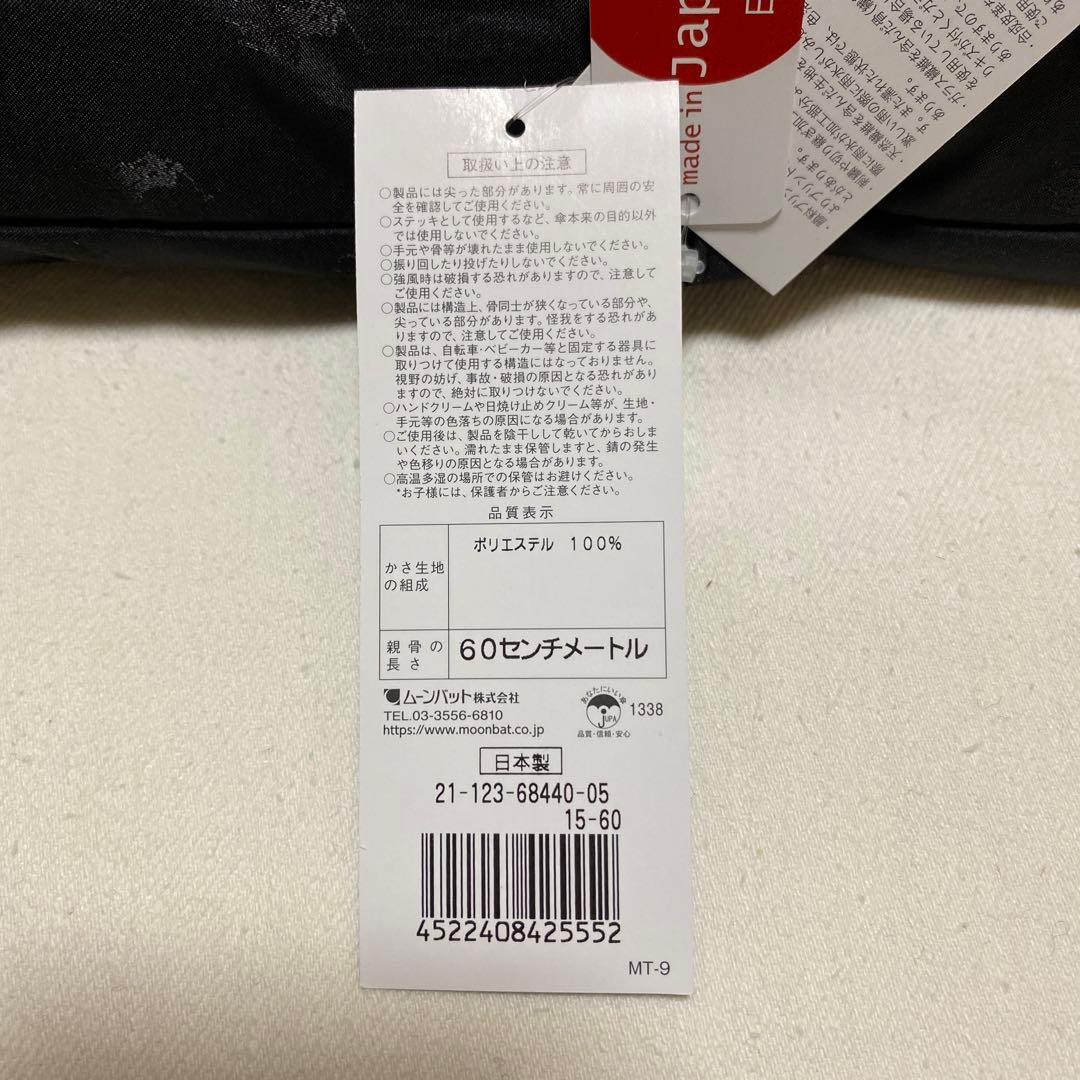 取扱い上の注意
○製品には尖った部分があります。常に周囲の安
全を確認してご使用ください。
○ステッキとして使用するなど、傘本来の目的以外
では使用しないでください。
○手元や骨等が壊れたまま使用しないでください。
○振り回したり投げたりしないでください。
○強風時は破損する恐れがありますので、注意して
ご使用ください。
○製品には構造上、骨同士が狭くなっている部分や、
尖っている部分があります。怪我をする恐れがあ
りますので、注意してご使用ください。
○製品は、自転車・ベビーカー等と固定する器具に
取りつけて使用する構造にはなっておりません。
視野の妨げ、事故・破損の原因となる恐れがあり
ますので、絶対に取りつけないでください。
○ハンドクリームや日焼け止めクリーム等が、生地・
手元等の色落ちの原因になる場合があります。
○ご使用後は、製品を陰干しして乾いてからおしま
いください。濡れたまま保管しますと、錆の発生
や色移りの原因となる場合があります。
○高温多湿の場所での保管はお避けください。
*お子様には、保護者からご注意ください。
品質表示
かさ生地
の組成
ポリエステル 100%
親骨の
長さ
60センチメートル
ムーンバット株式会社
TEL.03-3556-6810
https://www.moonbat.co.jp
あなたにいい傘
JUPA
品質・信頼・安心
1338
日本製
21-123-68440-05
15-60
4522408425552
MT-9
made in Jap